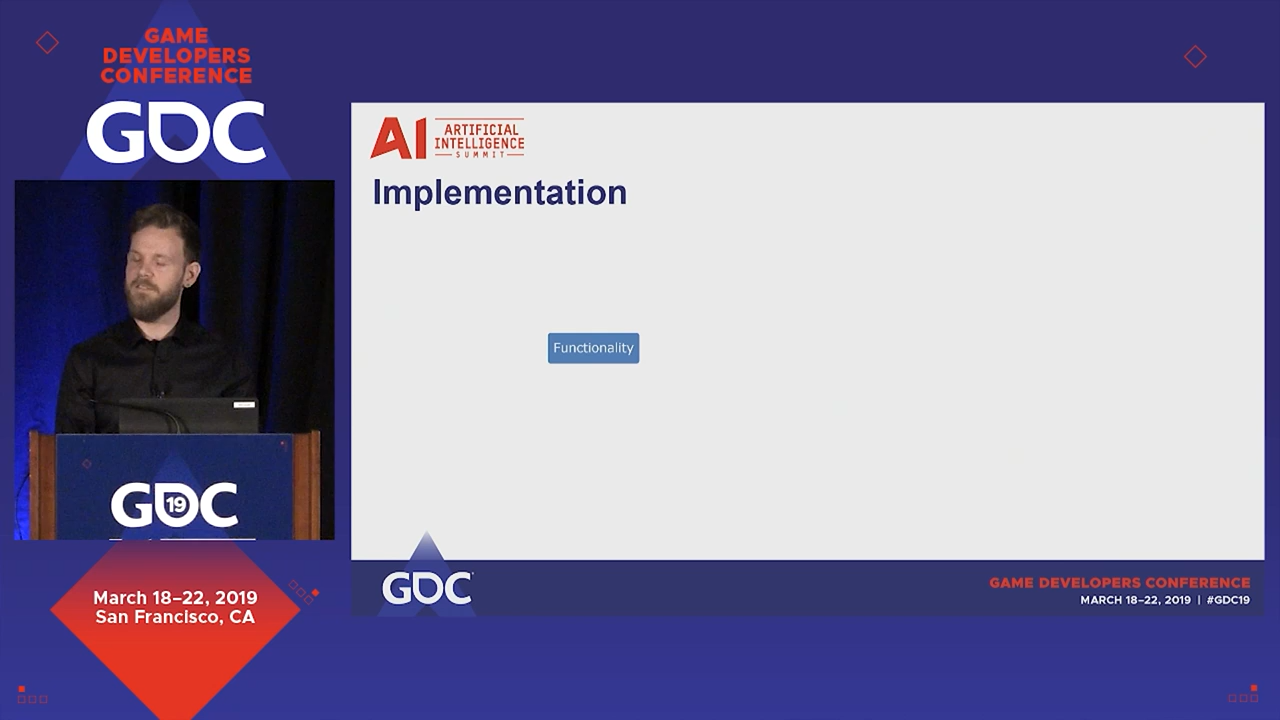 GAME
DEVELOPERS
CONFERENCE
GDC
GDC
19
March 18–22, 2019
San Francisco, CA
AI ARTIFICIAL
INTELLIGENCE
SUMMIT
Implementation
Functionality
GDC
GAME DEVELOPERS CONFERENCE
MARCH 18–22, 2019 | #GDC19